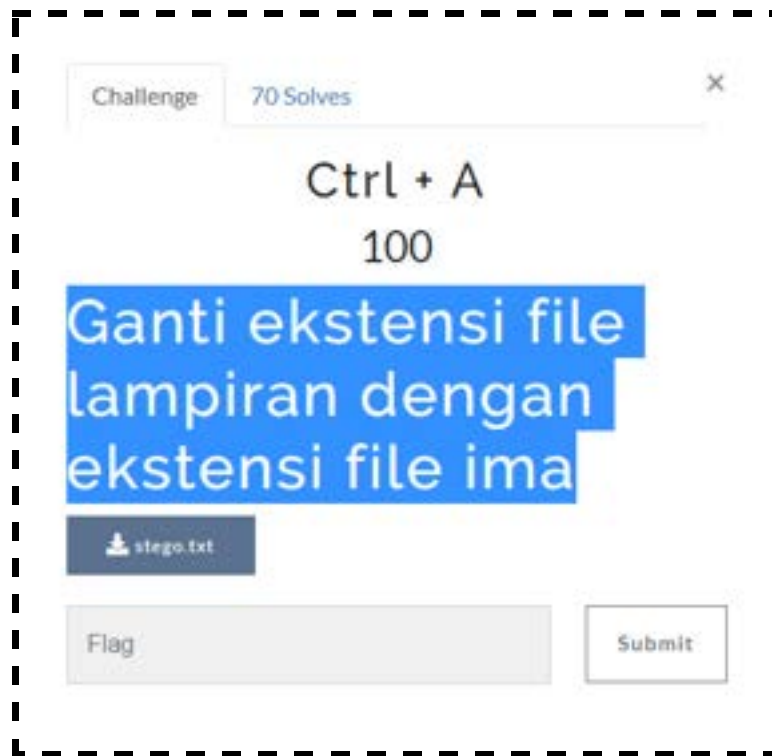 Challenge 70 Solves ×
Ctrl + A
100
Ganti ekstensi file
lampiran dengan
ekstensi file ima
stego.txt
Flag Submit